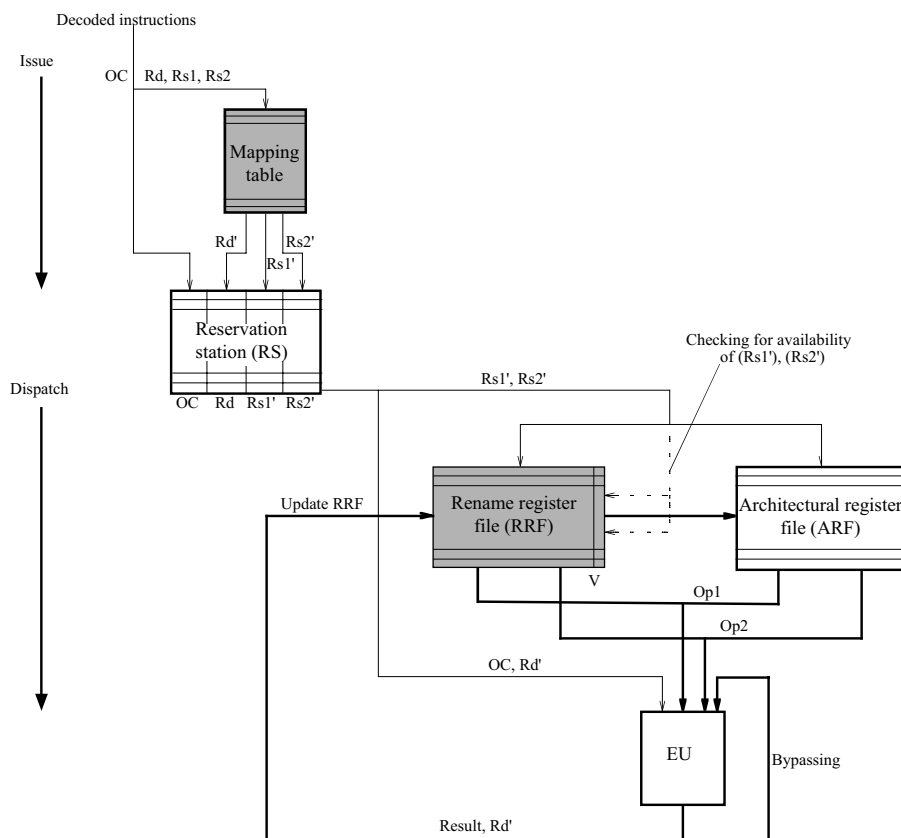 Decoded instructions
Issue
OC
Rd, Rs1, Rs2
Mapping
table
Rd'
Rs1'
Rs2'
Reservation
station (RS)
OC
Rd
Rs1'
Rs2'
Dispatch
Checking for availability
of (Rs1'), (Rs2')
Rs1', Rs2'
Update RRF
Rename register
file (RRF)
V
Architectural register
file (ARF)
Op1
Op2
OC, Rd'
EU
Bypassing
Result, Rd'